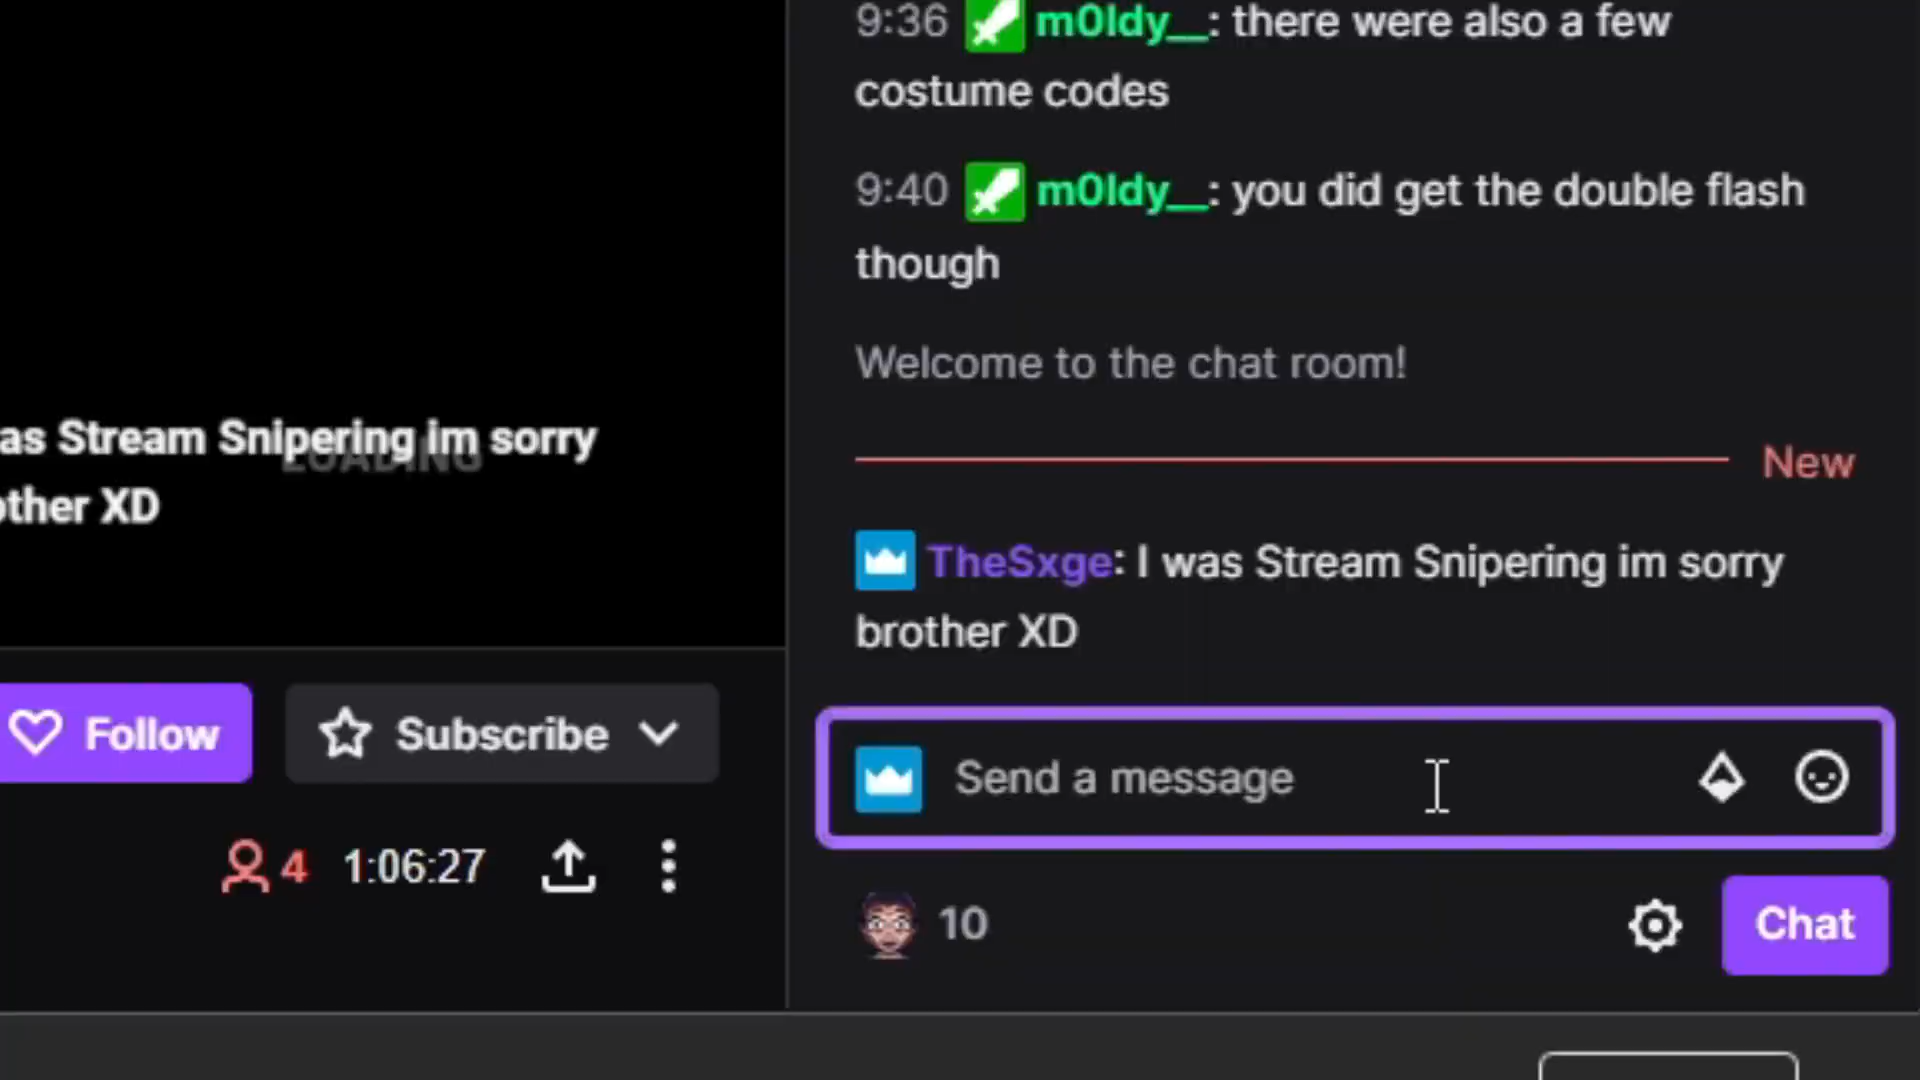 9:36 m0ldy__: there were also a few
costume codes
9:40 m0ldy__: you did get the double flash
though
Welcome to the chat room!
New
TheSxge: I was Stream Snipering im sorry
brother XD
as Stream Snipering im sorry
LOADING
other XD
Follow
Subscribe
4 1:06:27
Send a message
10
Chat